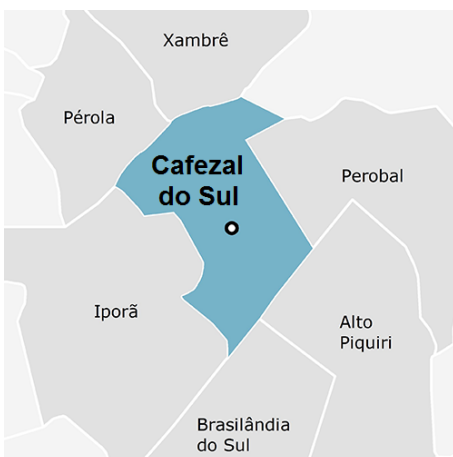 Xambrê
Pérola
Cafezal
do Sul
Perobal
Iporã
Alto
Piquiri
Brasilândia
do Sul